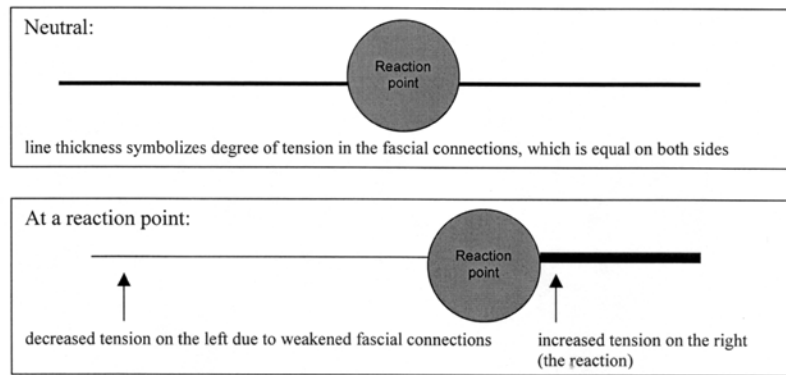 Neutral:
Reaction
point
line thickness symbolizes degree of tension in the fascial connections, which is equal on both sides
At a reaction point:
Reaction
point
decreased tension on the left due to weakened fascial connections
increased tension on the right
(the reaction)